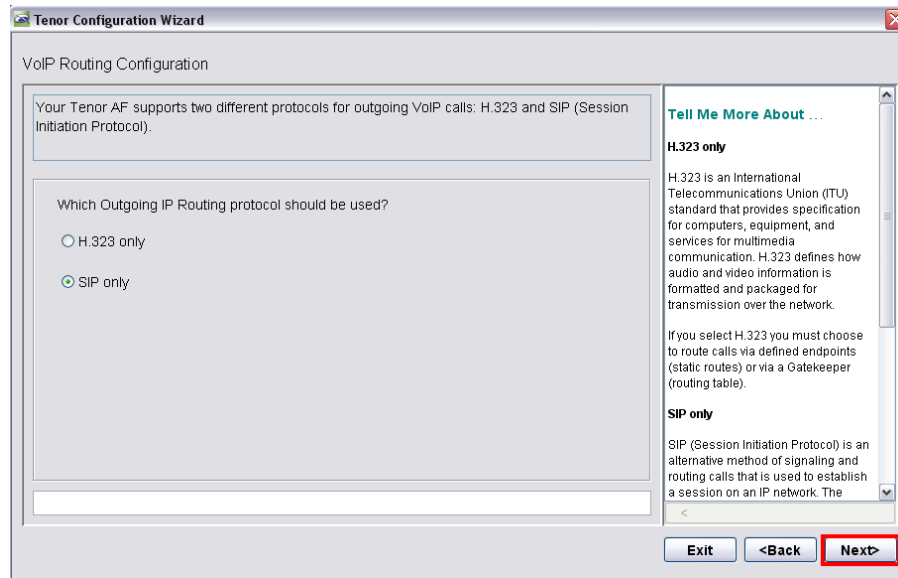 Tenor Configuration Wizard
VoIP Routing Configuration
Your Tenor AF supports two different protocols for outgoing VoIP calls: H.323 and SIP (Session
Initiation Protocol).
Which Outgoing IP Routing protocol should be used?
H.323 only
SIP only
Tell Me More About ...
H.323 only
H.323 is an International
Telecommunications Union (ITU)
standard that provides specification
for computers, equipment, and
services for multimedia
communication. H.323 defines how
audio and video information is
formatted and packaged for
transmission over the network.
If you select H.323 you must choose
to route calls via defined endpoints
(static routes) or via a Gatekeeper
(routing table).
SIP only
SIP (Session Initiation Protocol) is an
alternative method of signaling and
routing calls that is used to establish
a session on an IP network. The
Exit
<Back
Next>